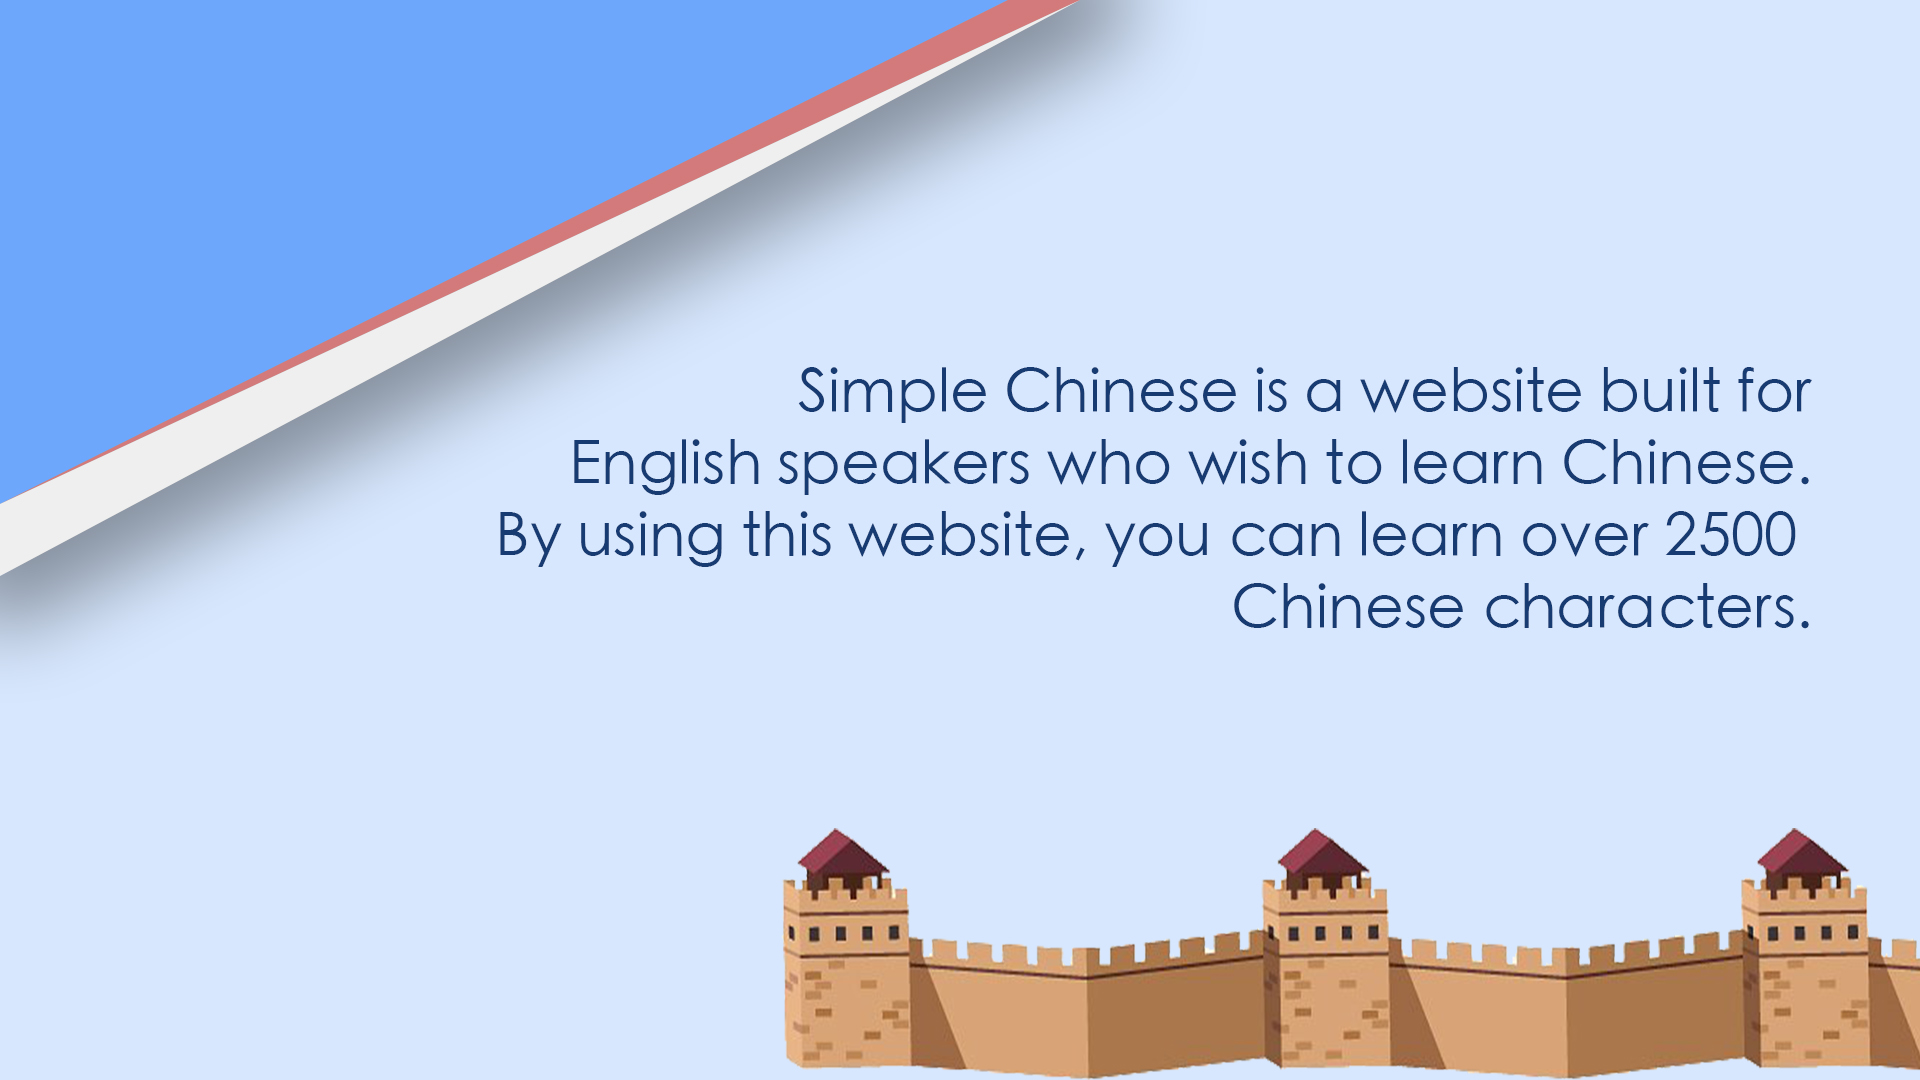 Simple Chinese is a website built for
English speakers who wish to learn Chinese.
By using this website, you can learn over 2500
Chinese characters.